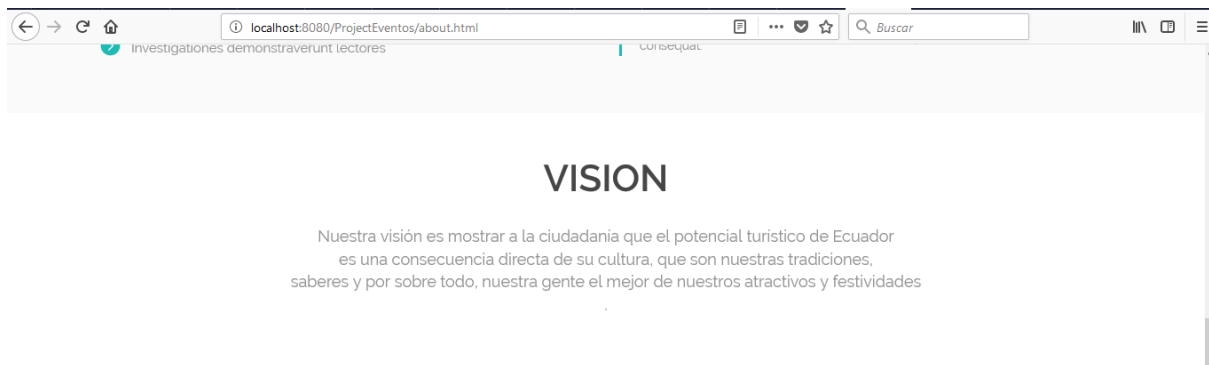 localhost:8080/ProjectEventos/about.html
Buscar
Investigationes demonstraverunt lectores
consequat.
VISION
Nuestra visión es mostrar a la ciudadanía que el potencial turístico de Ecuador
es una consecuencia directa de su cultura, que son nuestras tradiciones,
saberes y por sobre todo, nuestra gente el mejor de nuestros atractivos y festividades
.